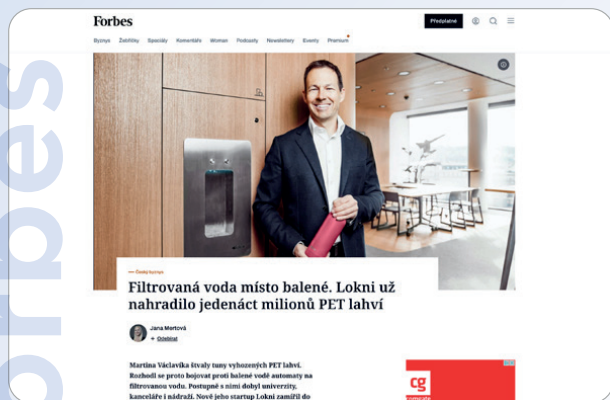 Forbes
Předplatné
Byznys Žebříčky Speciály Komentáře Woman Podcasty Newslettery Eventy Premium
Český byznys
Filtrovaná voda místo balené. Lokni už
nahradilo jedenáct milionů PET lahví
Jana Mertová
+ Odebírat
Martina Václavíka štvaly tuny vyhozených PET lahví.
Rozhodl se proto bojovat proti balené vodě automaty na
filtrovanou vodu. Postupně s nimi dobyl univerzity,
kanceláře i nádraží. Nově jeho startup Lokni zamířil do
cg
orbes